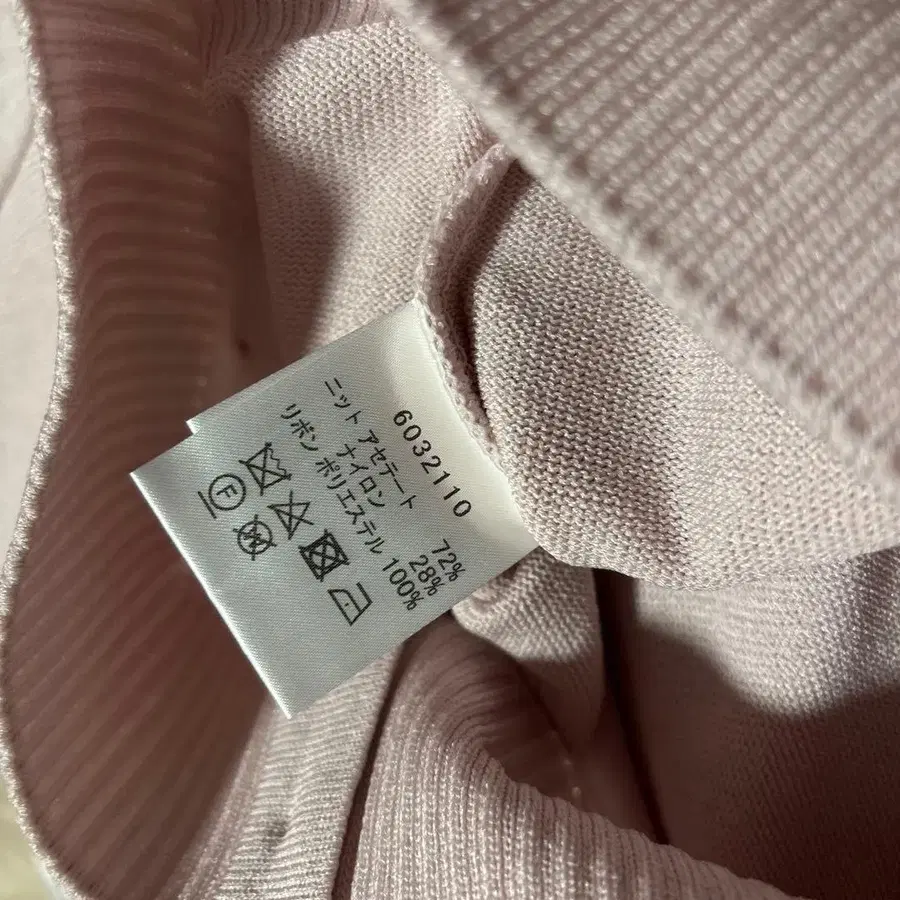 6032110
ニット アセテート 72%
ナイロン 28%
リボン ポリエステル 100%
F
W